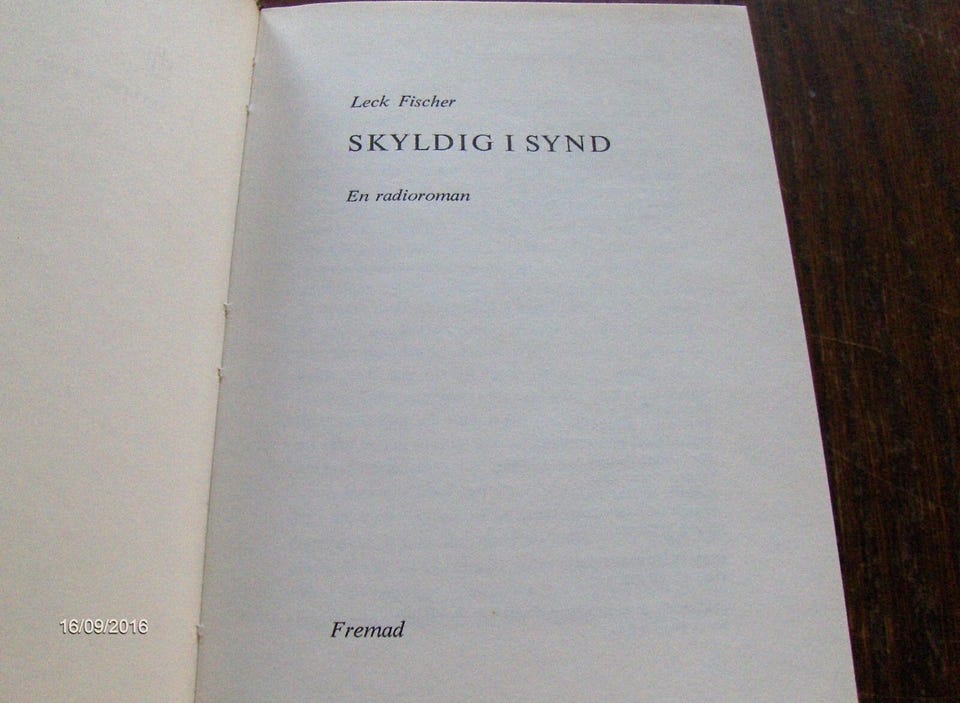 Leck Fischer
SKYLDIG I SYND
En radioroman
Fremad
16/09/2016